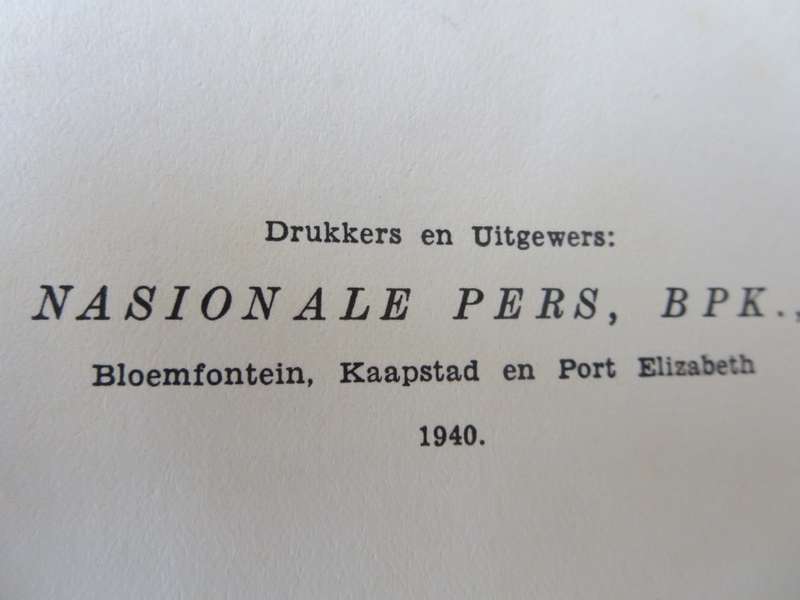 Drukkers en Uitgewers:
NASIONALE PERS, BPK.,
Bloemfontein, Kaapstad en Port Elizabeth
1940.